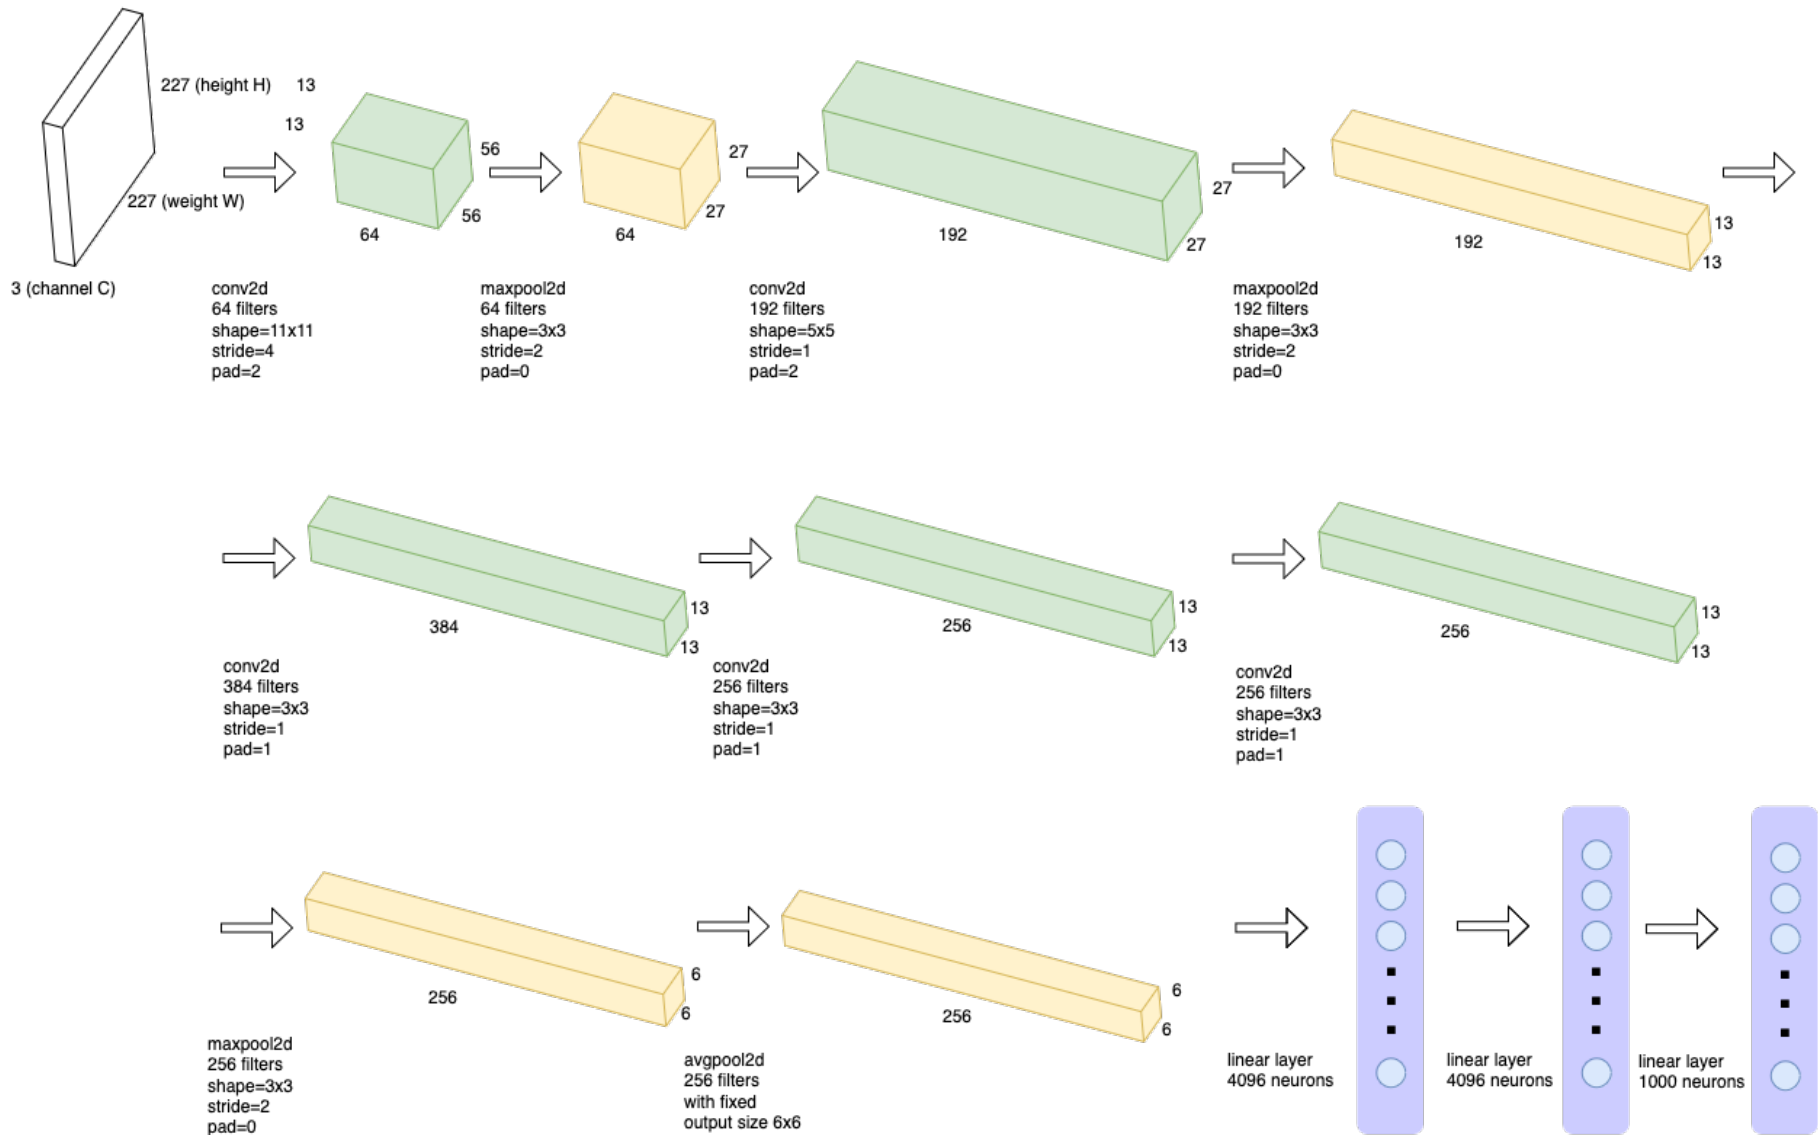 227 (height H)
13
13
227 (weight W)
3 (channel C)
56
56
64
27
27
64
27
27
192
13
13
192
conv2d
64 filters
shape=11x11
stride=4
pad=2
maxpool2d
64 filters
shape=3x3
stride=2
pad=0
conv2d
192 filters
shape=5x5
stride=1
pad=2
maxpool2d
192 filters
shape=3x3
stride=2
pad=0
13
13
384
13
13
256
13
13
256
conv2d
384 filters
shape=3x3
stride=1
pad=1
conv2d
256 filters
shape=3x3
stride=1
pad=1
conv2d
256 filters
shape=3x3
stride=1
pad=1
6
6
256
6
6
256
maxpool2d
256 filters
shape=3x3
stride=2
pad=0
avgpool2d
256 filters
with fixed
output size 6x6
linear layer
4096 neurons
linear layer
4096 neurons
linear layer
1000 neurons